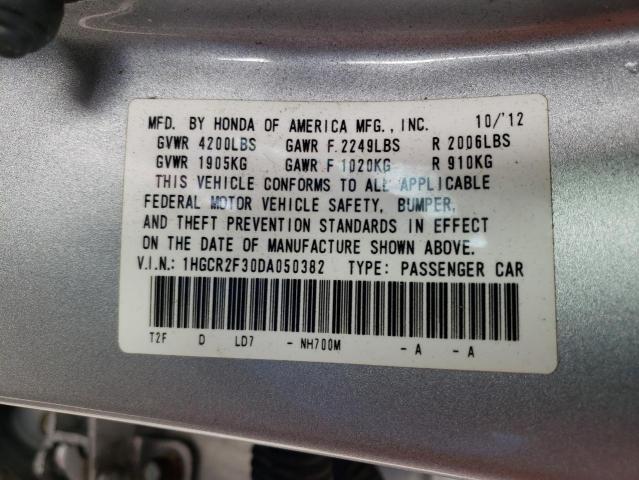 MFD. BY HONDA OF AMERICA MFG., INC. 10/'12
GVWR 4200LBS GAWR F.2249LBS R 2006LBS
GVWR 1905KG GAWR F 1020KG R 910KG
THIS VEHICLE CONFORMS TO ALL APPLICABLE
FEDERAL MOTOR VEHICLE SAFETY, BUMPER,
AND THEFT PREVENTION STANDARDS IN EFFECT
ON THE DATE OF MANUFACTURE SHOWN ABOVE.
V.I.N.: 1HGCR2F30DA050382 TYPE: PASSENGER CAR
T2F D LD7 - NH700M - A - A